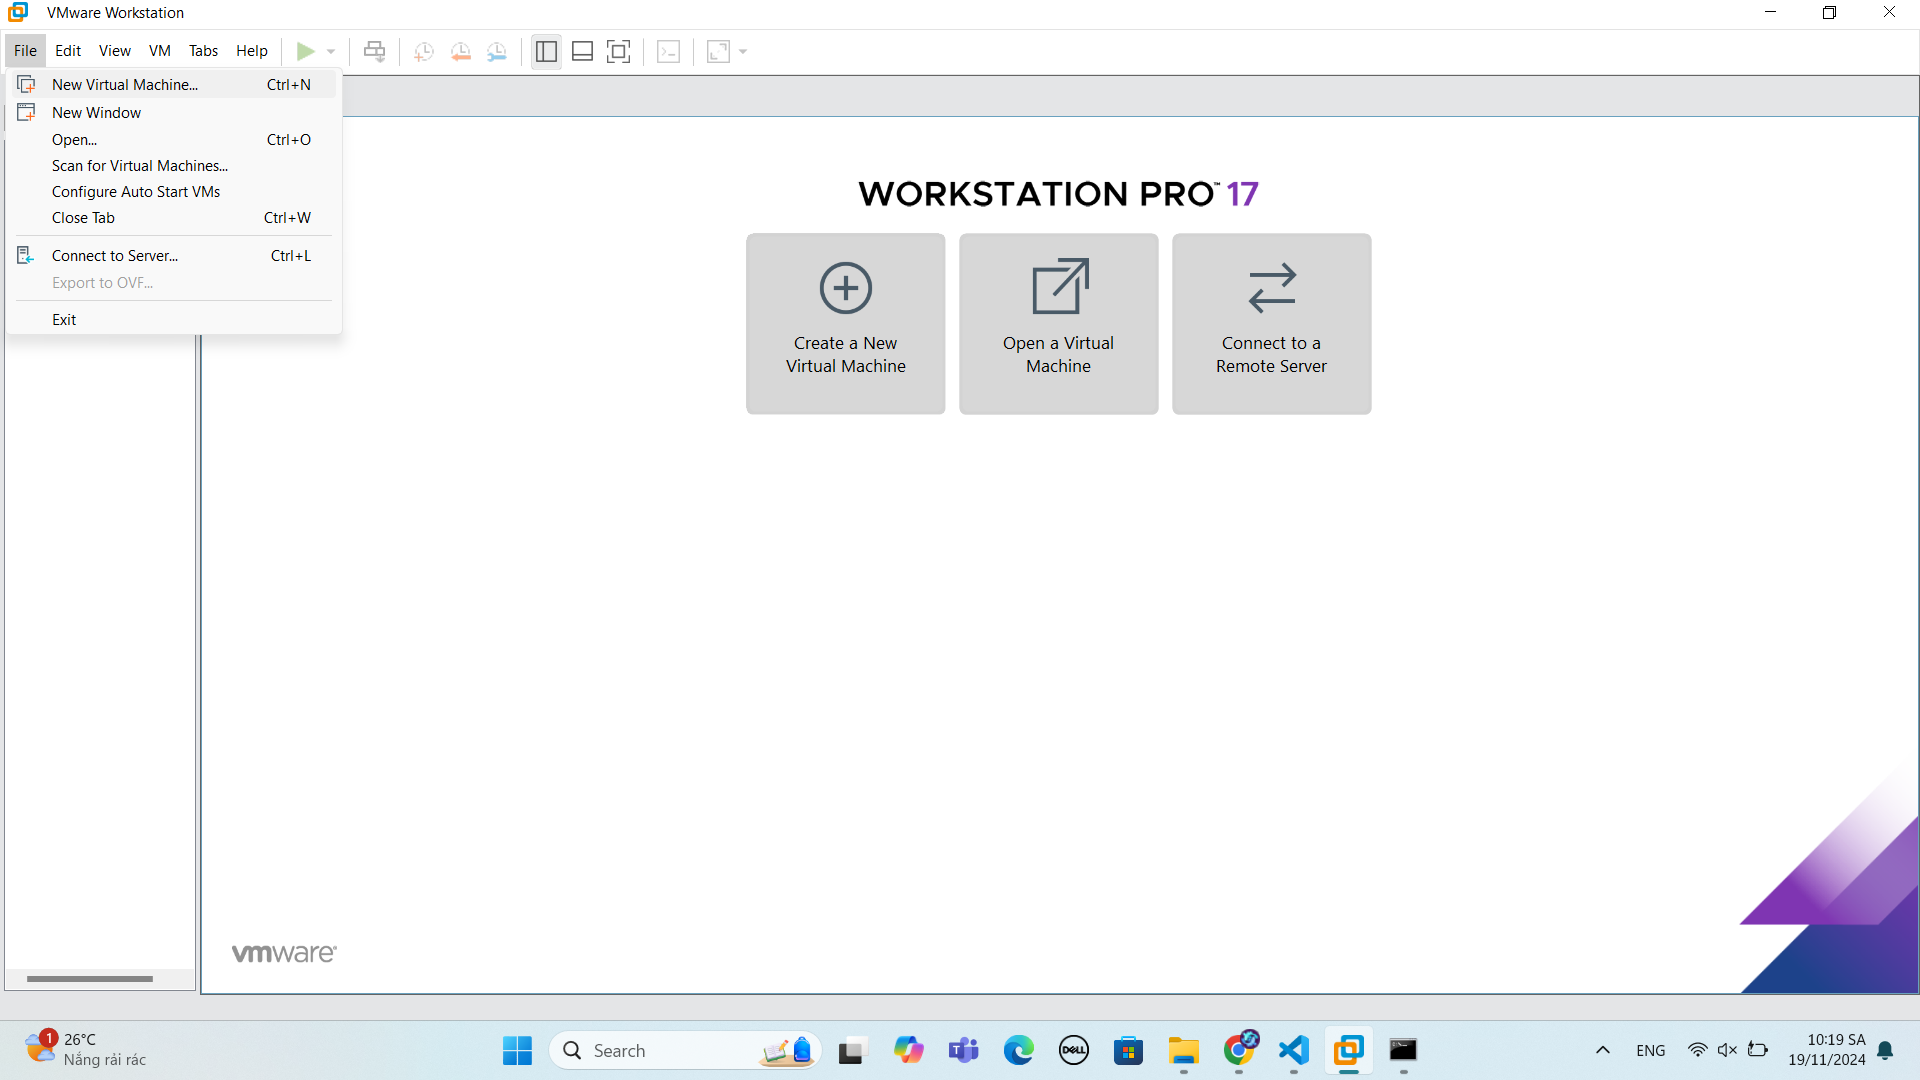 VMware Workstation
File Edit View VM Tabs Help
New Virtual Machine... Ctrl+N
New Window
Open... Ctrl+O
Scan for Virtual Machines...
Configure Auto Start VMs
Close Tab Ctrl+W
Connect to Server... Ctrl+L
Export to OVF...
Exit
WORKSTATION PRO™ 17
Create a New
Virtual Machine
Open a Virtual
Machine
Connect to a
Remote Server
vmware®
1
26°C
Nắng rải rác
Search
DELL
ENG
10:19 SA
19/11/2024